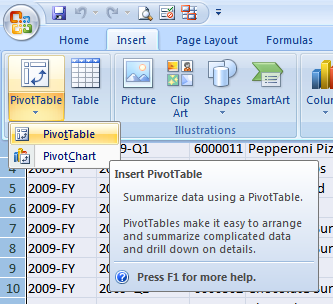 Home Insert Page Layout Formulas
PivotTable Table Picture Clip Art Shapes SmartArt
Illustrations
PivotTable
PivotChart
2009-Q1 6000011 Pepperoni Piz
4 2009-FY
5 2009-FY
6 2009-FY
7 2009-FY
8 2009-FY
9 2009-FY
10 2009-FY
Insert PivotTable
Summarize data using a PivotTable.
PivotTables make it easy to arrange
and summarize complicated data
and drill down on details.
Press F1 for more help.